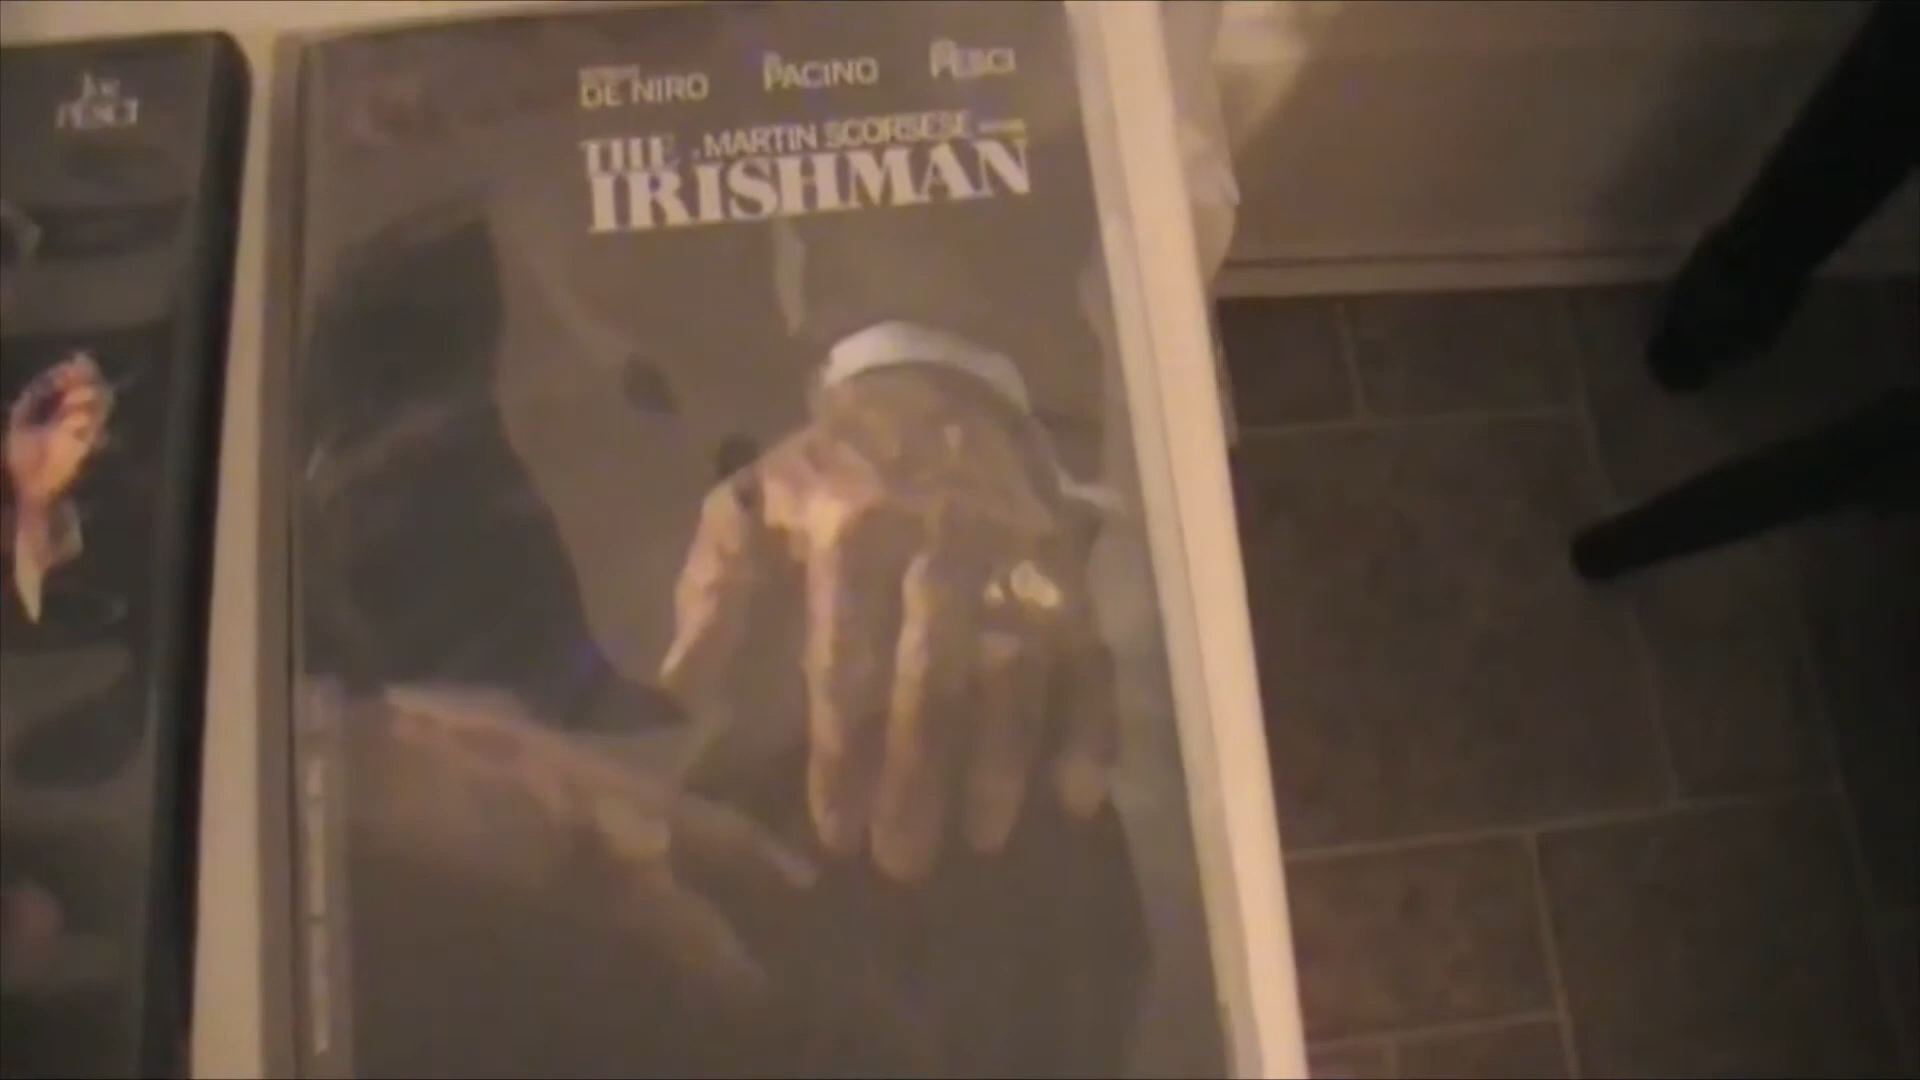 Joe
PESCI
DE NIRO PACINO PESCI
MARTIN SCORSESE
THE
IRISHMAN